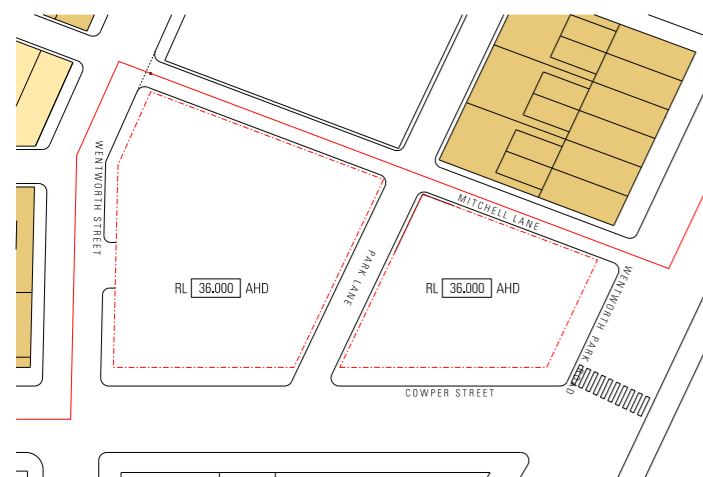 WENTWORTH STREET
MITCHELL LANE
PARK LANE
RL 36.000 AHD
RL 36.000 AHD
WENTWORTH PARK ROAD
COWPER STREET